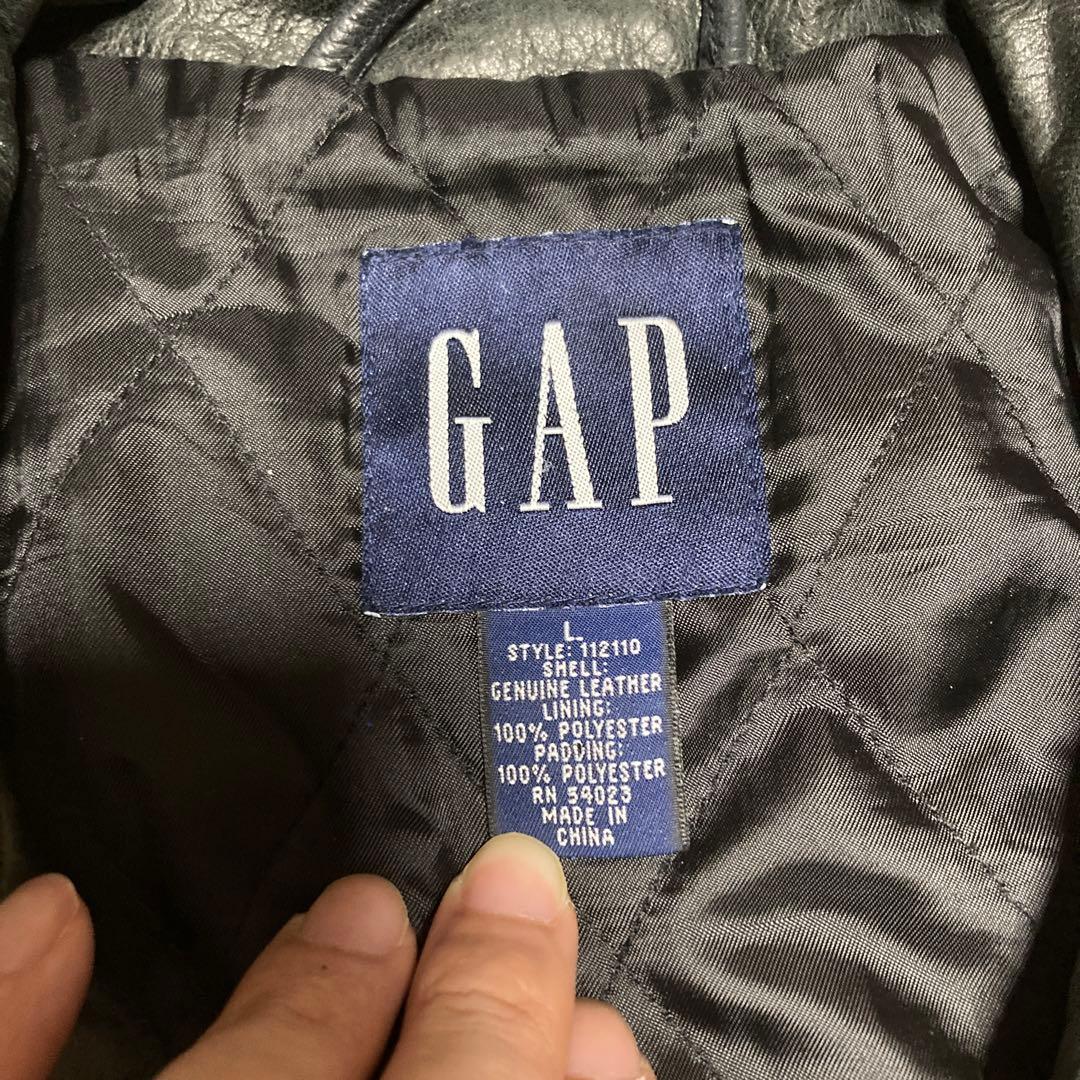 GAP
L.
STYLE: 112110
SHELL:
GENUINE LEATHER
LINING:
100% POLYESTER
PADDING:
100% POLYESTER
RN 54023
MADE IN
CHINA